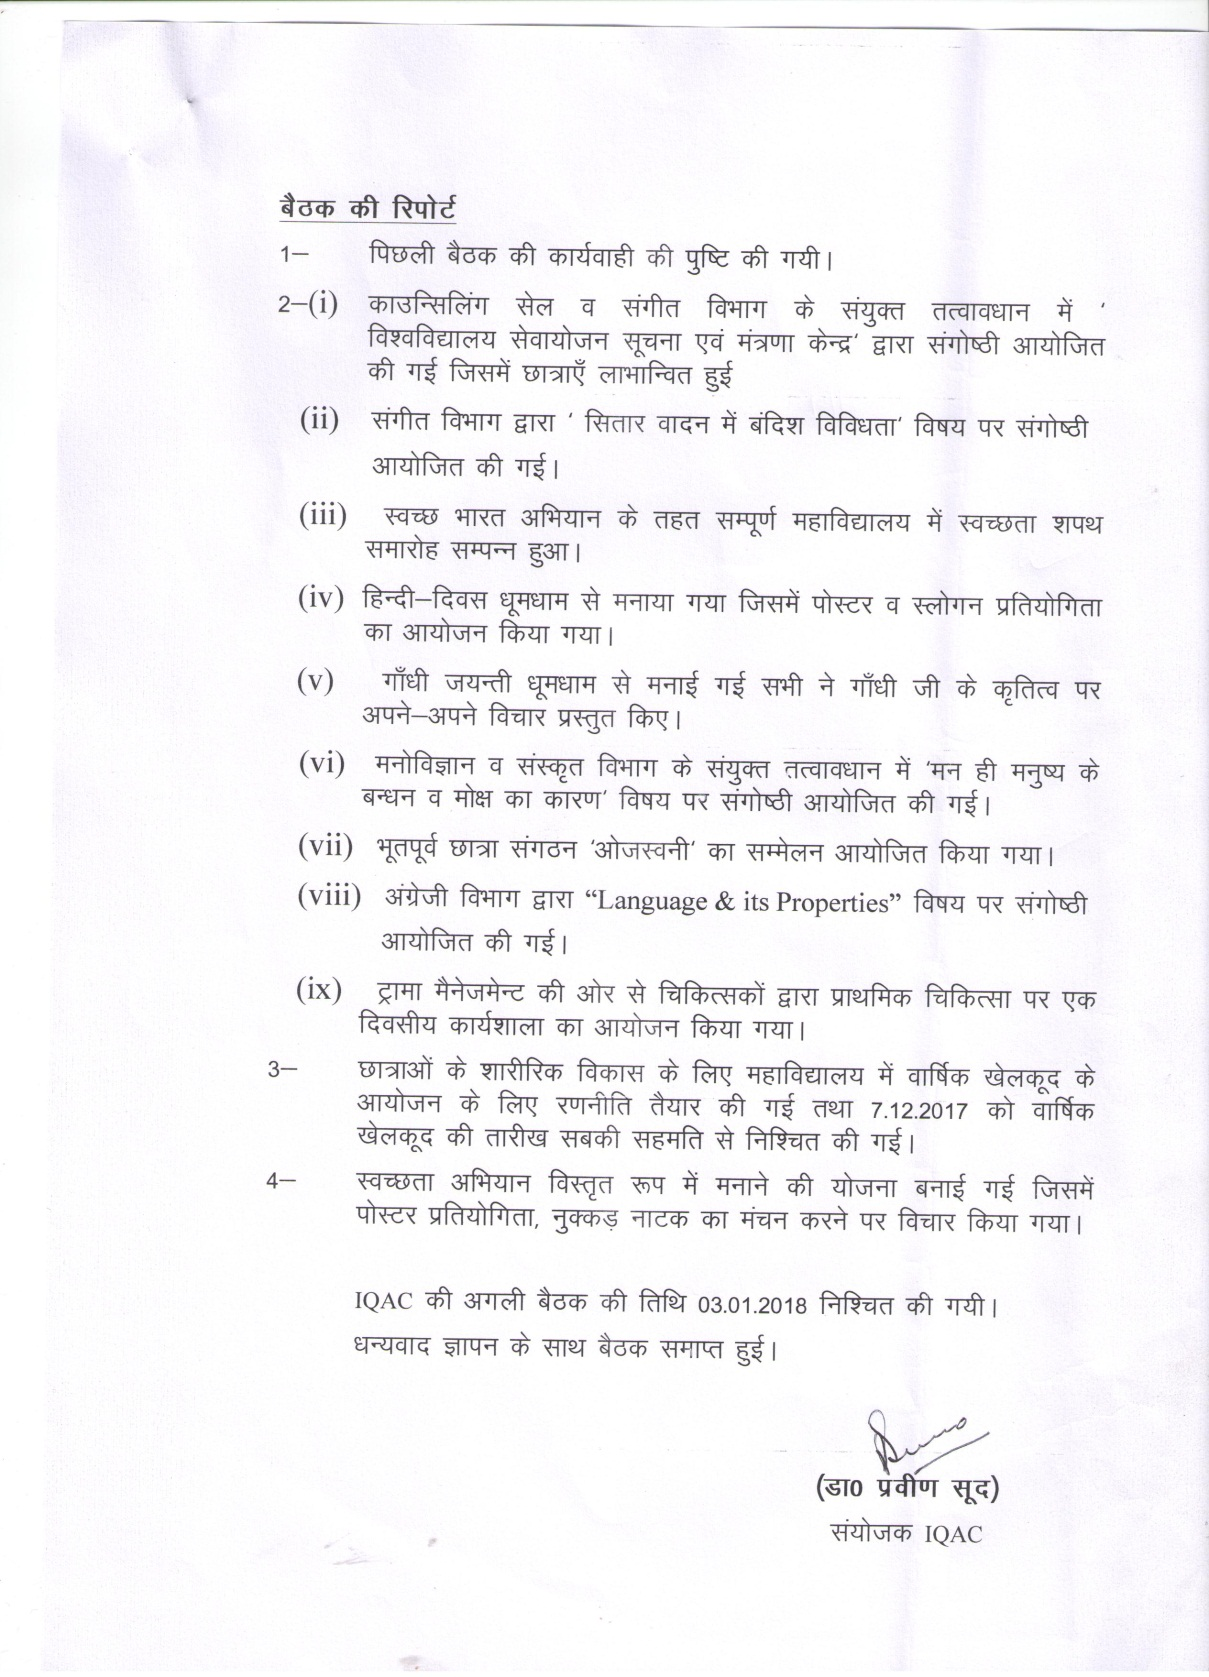 बैठक की रिपोर्ट
1– पिछली बैठक की कार्यवाही की पुष्टि की गयी।
2–(i) काउन्सिलिंग सेल व संगीत विभाग के संयुक्त तत्वावधान में ‘
विश्वविद्यालय सेवायोजन सूचना एवं मंत्रणा केन्द्र’ द्वारा संगोष्ठी आयोजित
की गई जिसमें छात्राएँ लाभान्वित हुई
(ii) संगीत विभाग द्वारा ‘ सितार वादन में बंदिश विविधता’ विषय पर संगोष्ठी
आयोजित की गई।
(iii) स्वच्छ भारत अभियान के तहत सम्पूर्ण महाविद्यालय में स्वच्छता शपथ
समारोह सम्पन्न हुआ।
(iv) हिन्दी–दिवस धूमधाम से मनाया गया जिसमें पोस्टर व स्लोगन प्रतियोगिता
का आयोजन किया गया।
(v) गाँधी जयन्ती धूमधाम से मनाई गई सभी ने गाँधी जी के कृतित्व पर
अपने–अपने विचार प्रस्तुत किए।
(vi) मनोविज्ञान व संस्कृत विभाग के संयुक्त तत्वावधान में ‘मन ही मनुष्य के
बन्धन व मोक्ष का कारण’ विषय पर संगोष्ठी आयोजित की गई।
(vii) भूतपूर्व छात्रा संगठन ‘ओजस्वनी’ का सम्मेलन आयोजित किया गया।
(viii) अंग्रेजी विभाग द्वारा “Language & its Properties” विषय पर संगोष्ठी
आयोजित की गई।
(ix) ट्रामा मैनेजमेन्ट की ओर से चिकित्सकों द्वारा प्राथमिक चिकित्सा पर एक
दिवसीय कार्यशाला का आयोजन किया गया।
3– छात्राओं के शारीरिक विकास के लिए महाविद्यालय में वार्षिक खेलकूद के
आयोजन के लिए रणनीति तैयार की गई तथा 7.12.2017 को वार्षिक
खेलकूद की तारीख सबकी सहमति से निश्चित की गई।
4– स्वच्छता अभियान विस्तृत रूप में मनाने की योजना बनाई गई जिसमें
पोस्टर प्रतियोगिता, नुक्कड़ नाटक का मंचन करने पर विचार किया गया।
IQAC की अगली बैठक की तिथि 03.01.2018 निश्चित की गयी।
धन्यवाद ज्ञापन के साथ बैठक समाप्त हुई।
(डा0 प्रवीण सूद)
संयोजक IQAC